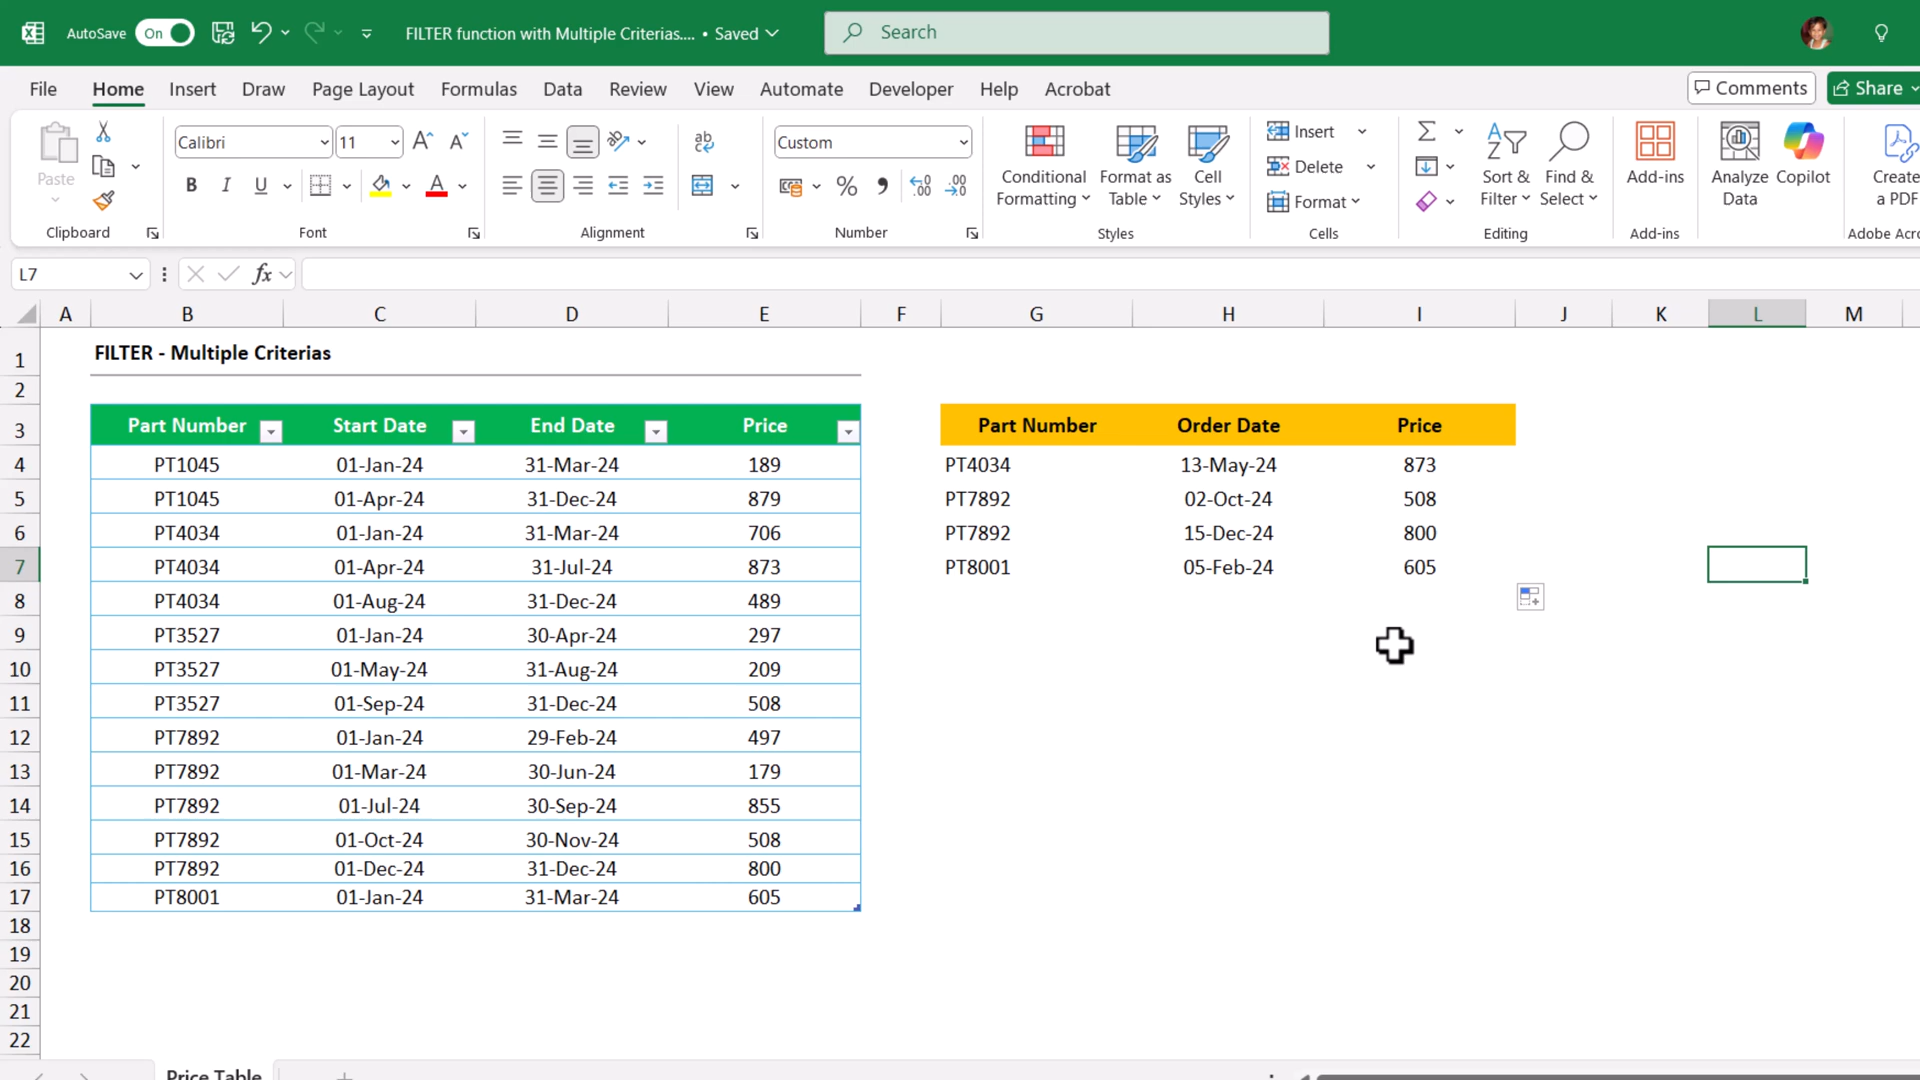 AutoSave On FILTER function with Multiple Criterias.... • Saved Search
File Home Insert Draw Page Layout Formulas Data Review View Automate Developer Help Acrobat Comments Share
Paste Calibri 11 Custom Conditional Formatting Format as Table Cell Styles Insert Delete Format Sort & Filter Find & Select Add-ins Analyze Data Copilot Create a PDF
Clipboard Font Alignment Number Styles Cells Editing Add-ins Adobe Acro
L7 fx
A B C D E F G H I J K L M
1 FILTER - Multiple Criterias
2
3 Part Number Start Date End Date Price Part Number Order Date Price
4 PT1045 01-Jan-24 31-Mar-24 189 PT4034 13-May-24 873
5 PT1045 01-Apr-24 31-Dec-24 879 PT7892 02-Oct-24 508
6 PT4034 01-Jan-24 31-Mar-24 706 PT7892 15-Dec-24 800
7 PT4034 01-Apr-24 31-Jul-24 873 PT8001 05-Feb-24 605
8 PT4034 01-Aug-24 31-Dec-24 489
9 PT3527 01-Jan-24 30-Apr-24 297
10 PT3527 01-May-24 31-Aug-24 209
11 PT3527 01-Sep-24 31-Dec-24 508
12 PT7892 01-Jan-24 29-Feb-24 497
13 PT7892 01-Mar-24 30-Jun-24 179
14 PT7892 01-Jul-24 30-Sep-24 855
15 PT7892 01-Oct-24 30-Nov-24 508
16 PT7892 01-Dec-24 31-Dec-24 800
17 PT8001 01-Jan-24 31-Mar-24 605
18
19
20
21
22
Price Table